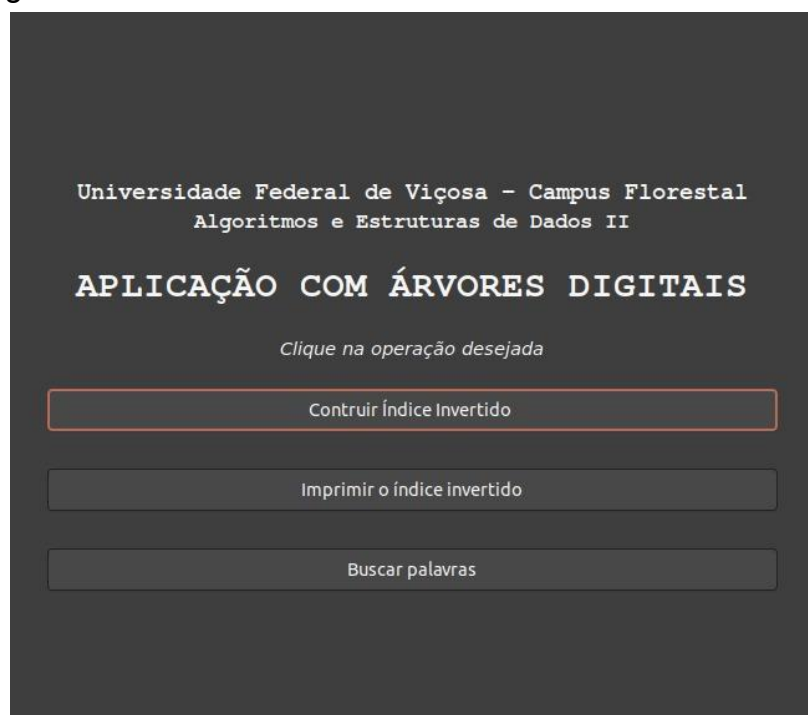 Universidade Federal de Viçosa - Campus Florestal
Algoritmos e Estruturas de Dados II
APLICAÇÃO COM ÁRVORES DIGITAIS
Clique na operação desejada
Contruir Índice Invertido
Imprimir o índice invertido
Buscar palavras